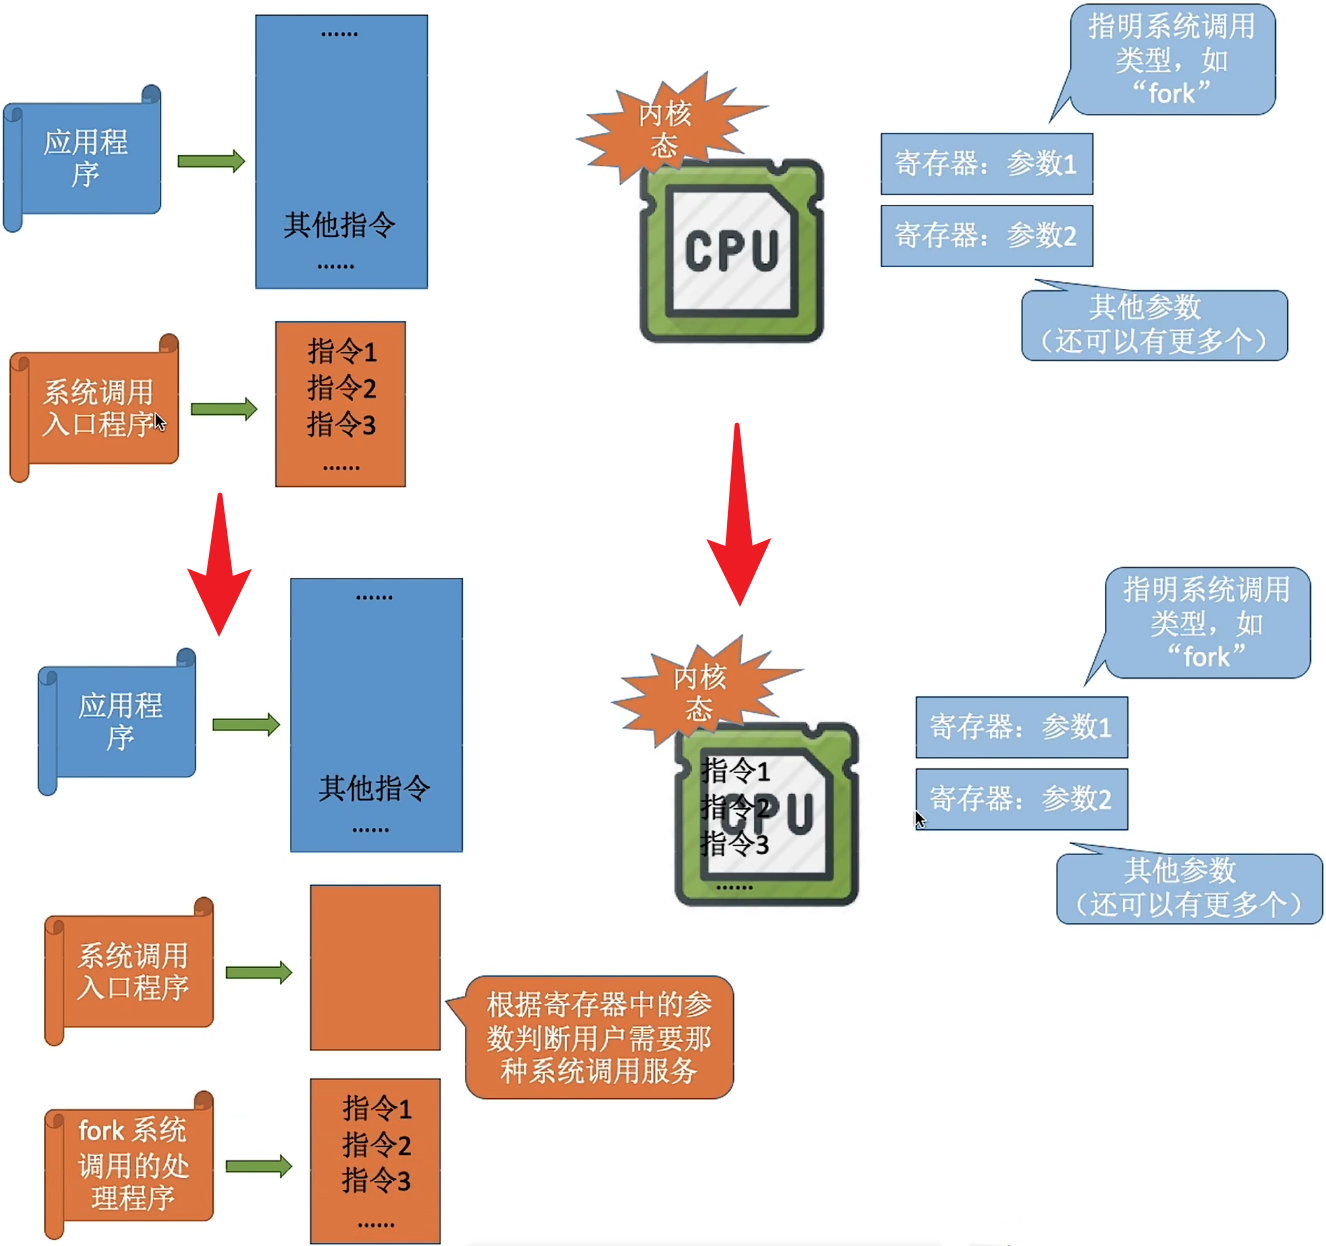 ......
应用程
序
其他指令
......
内核
态
CPU
指明系统调用
类型，如
“fork”
寄存器：参数1
寄存器：参数2
其他参数
（还可以有更多个）
系统调用
入口程序
指令1
指令2
指令3
......
......
应用程
序
其他指令
......
内核
态
CPU
指令1
指令2
指令3
......
指明系统调用
类型，如
“fork”
寄存器：参数1
寄存器：参数2
其他参数
（还可以有更多个）
系统调用
入口程序
根据寄存器中的参
数判断用户需要那
种系统调用服务
fork 系统
调用的处
理程序
指令1
指令2
指令3
......